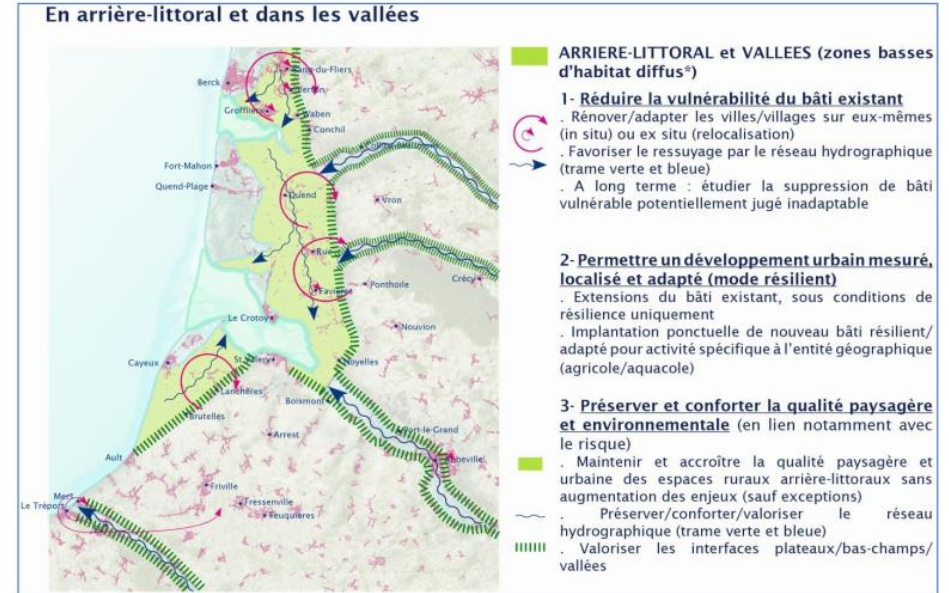 En arrière-littoral et dans les vallées
Berck
Rang-du-Fliers
Verton
Groffliers
Waben
Conchil
Fort-Mahon
Quend-Plage
Quend
Vron
Rue
Favières
Ponthoile
Crécy
Le Crotoy
Nouvion
Cayeux
St Valery
Noyelles
Lanchères
Boismont
Brutelles
Port-le-Grand
Arrest
Abbeville
Ault
Friville
Mers
Le Tréport
Fressenville
Feuquières
ARRIERE-LITTORAL et VALLEES (zones basses
d'habitat diffus*)
1- Réduire la vulnérabilité du bâti existant
. Rénover/adapter les villes/villages sur eux-mêmes
(in situ) ou ex situ (relocalisation)
. Favoriser le ressuyage par le réseau hydrographique
(trame verte et bleue)
. A long terme : étudier la suppression de bâti
vulnérable potentiellement jugé inadaptable
2- Permettre un développement urbain mesuré,
localisé et adapté (mode résilient)
. Extensions du bâti existant, sous conditions de
résilience uniquement
. Implantation ponctuelle de nouveau bâti résilient/
adapté pour activité spécifique à l'entité géographique
(agricole/aquacole)
3- Préserver et conforter la qualité paysagère
et environnementale (en lien notamment avec
le risque)
. Maintenir et accroître la qualité paysagère et
urbaine des espaces ruraux arrière-littoraux sans
augmentation des enjeux (sauf exceptions)
. Préserver/conforter/valoriser le réseau
hydrographique (trame verte et bleue)
. Valoriser les interfaces plateaux/bas-champs/
vallées